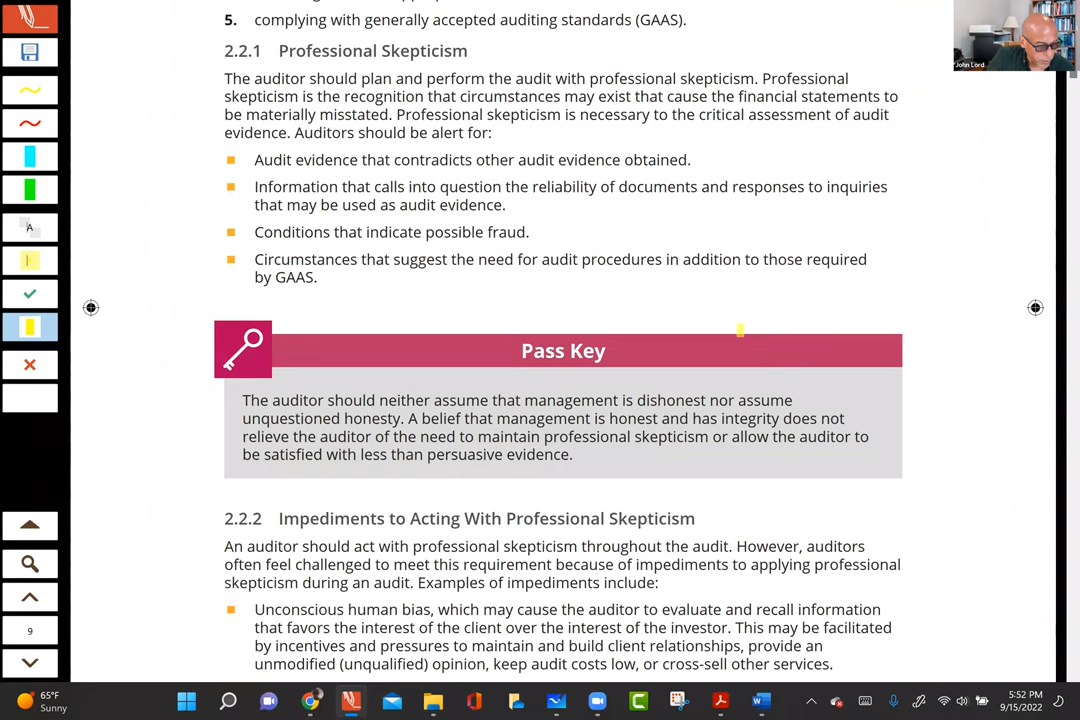 5. complying with generally accepted auditing standards (GAAS).
2.2.1 Professional Skepticism
The auditor should plan and perform the audit with professional skepticism. Professional
skepticism is the recognition that circumstances may exist that cause the financial statements to
be materially misstated. Professional skepticism is necessary to the critical assessment of audit
evidence. Auditors should be alert for:
Audit evidence that contradicts other audit evidence obtained.
Information that calls into question the reliability of documents and responses to inquiries
that may be used as audit evidence.
Conditions that indicate possible fraud.
Circumstances that suggest the need for audit procedures in addition to those required
by GAAS.
Pass Key
The auditor should neither assume that management is dishonest nor assume
unquestioned honesty. A belief that management is honest and has integrity does not
relieve the auditor of the need to maintain professional skepticism or allow the auditor to
be satisfied with less than persuasive evidence.
2.2.2 Impediments to Acting With Professional Skepticism
An auditor should act with professional skepticism throughout the audit. However, auditors
often feel challenged to meet this requirement because of impediments to applying professional
skepticism during an audit. Examples of impediments include:
Unconscious human bias, which may cause the auditor to evaluate and recall information
that favors the interest of the client over the interest of the investor. This may be facilitated
by incentives and pressures to maintain and build client relationships, provide an
unmodified (unqualified) opinion, keep audit costs low, or cross-sell other services.
John Lord
A
9
65°F
Sunny
5:52 PM
9/15/2022